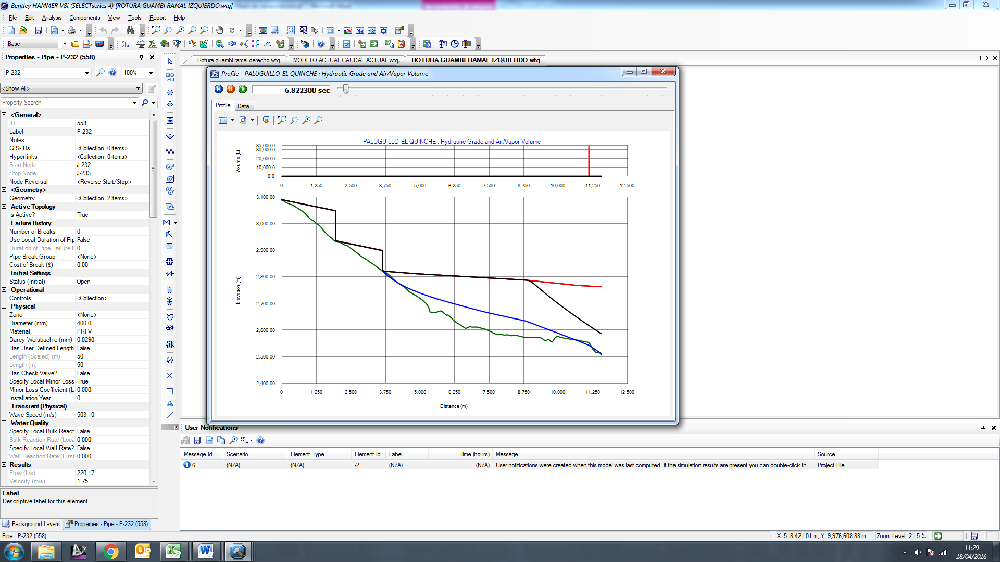 Bentley HAMMER V8i (SELECTseries 4) [ROTURA GUAMBI RAMAL IZQUIERDO.wtg]
File Edit Analysis Components View Tools Report Help
Base
Properties - Pipe - P-232 (558)
P-232 100%
<Show All>
Property Search
<General>
ID 558
Label P-232
Notes
GIS-IDs <Collection: 0 items>
Hyperlinks <Collection: 0 items>
Start Node J-232
Stop Node J-233
Node Reversal <Reverse Start/Stop>
<Geometry>
Geometry <Collection: 2 items>
Active Topology
Is Active? True
Failure History
Number of Breaks 0
Use Local Duration of Pip False
Duration of Pipe Failure H 0
Pipe Break Group <None>
Cost of Break ($) 0.00
Initial Settings
Status (Initial) Open
Operational
Controls <Collection>
Physical
Zone <None>
Diameter (mm) 400.0
Material PRFV
Darcy-Weisbach e (mm) 0.0290
Has User Defined Length False
Length (Scaled) (m) 50
Length (m) 50
Has Check Valve? False
Specify Local Minor Loss True
Minor Loss Coefficient (L 0.000
Installation Year 0
Transient (Physical)
Wave Speed (m/s) 503.10
Water Quality
Specify Local Bulk Reacti False
Bulk Reaction Rate (Loca 0.000
Specify Local Wall Rate? False
Wall Reaction Rate (First 0.000
Results
Flow (L/s) 220.17
Velocity (m/s) 1.75
Label
Descriptive label for this element.
Background Layers Properties - Pipe - P-232 (558)
Pipe: P-232 (558)
Rotura guambi ramal derecho.wtg MODELO ACTUAL CAUDAL ACTUAL.wtg ROTURA GUAMBI RAMAL IZQUIERDO.wtg
Profile - PALUGUILLO-EL QUINCHE : Hydraulic Grade and Air/Vapor Volume
6.822300 sec
Profile Data
PALUGUILLO-EL QUINCHE : Hydraulic Grade and Air/Vapor Volume
Volume (L)
35,000.0
30,000.0
20,000.0
10,000.0
0.0
0 1,250 2,500 3,750 5,000 6,250 7,500 8,750 10,000 11,250 12,500
Elevation (m)
3,100.00
3,000.00
2,900.00
2,800.00
2,700.00
2,600.00
2,500.00
2,400.00
0 1,250 2,500 3,750 5,000 6,250 7,500 8,750 10,000 11,250 12,500
Distance (m)
User Notifications
Message Id Scenario Element Type Element Id Label Time (hours) Message Source
6 (N/A) (N/A) -2 (N/A) (N/A) User notifications were created when this model was last computed. If the simulation results are present you can double-click th... Project File
X: 518,421.01 m, Y: 9,976,608.88 m Zoom Level: 21.5 %
11:29
18/04/2016